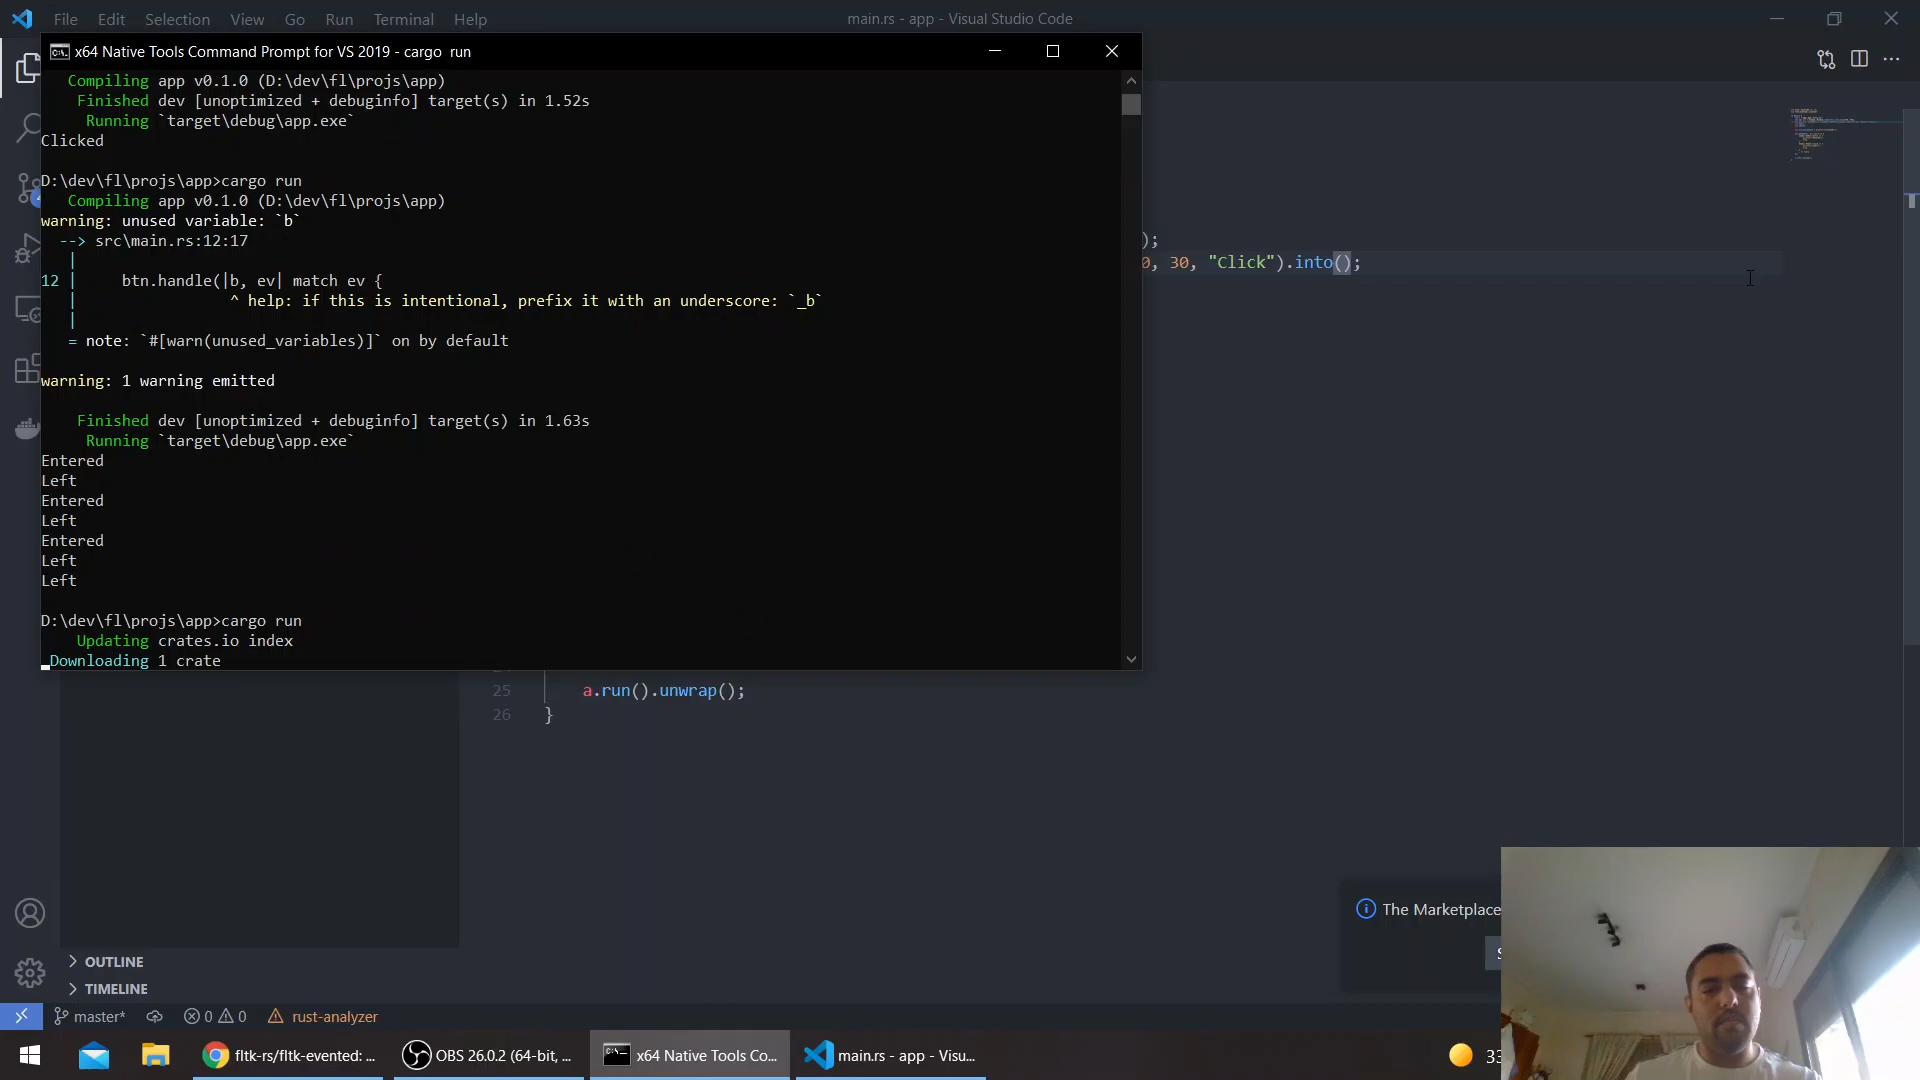 File Edit Selection View Go Run Terminal Help
main.rs - app - Visual Studio Code
x64 Native Tools Command Prompt for VS 2019 - cargo  run
Compiling app v0.1.0 (D:\dev\fl\projs\app)
Finished dev [unoptimized + debuginfo] target(s) in 1.52s
Running `target\debug\app.exe`
Clicked
D:\dev\fl\projs\app>cargo run
Compiling app v0.1.0 (D:\dev\fl\projs\app)
warning: unused variable: `b`
--> src\main.rs:12:17
|
12 |     btn.handle(|b, ev| match ev {
|                 ^ help: if this is intentional, prefix it with an underscore: `_b`
|
= note: `#[warn(unused_variables)]` on by default
warning: 1 warning emitted
Finished dev [unoptimized + debuginfo] target(s) in 1.63s
Running `target\debug\app.exe`
Entered
Left
Entered
Left
Entered
Left
Left
D:\dev\fl\projs\app>cargo run
Updating crates.io index
Downloading 1 crate
);
0, 30, "Click").into();
25 a.run().unwrap();
26 }
The Marketplace
OUTLINE
TIMELINE
master* 0 0 rust-analyzer
fltk-rs/fltk-evented: ... OBS 26.0.2 (64-bit, ... x64 Native Tools Co... main.rs - app - Visu... 33